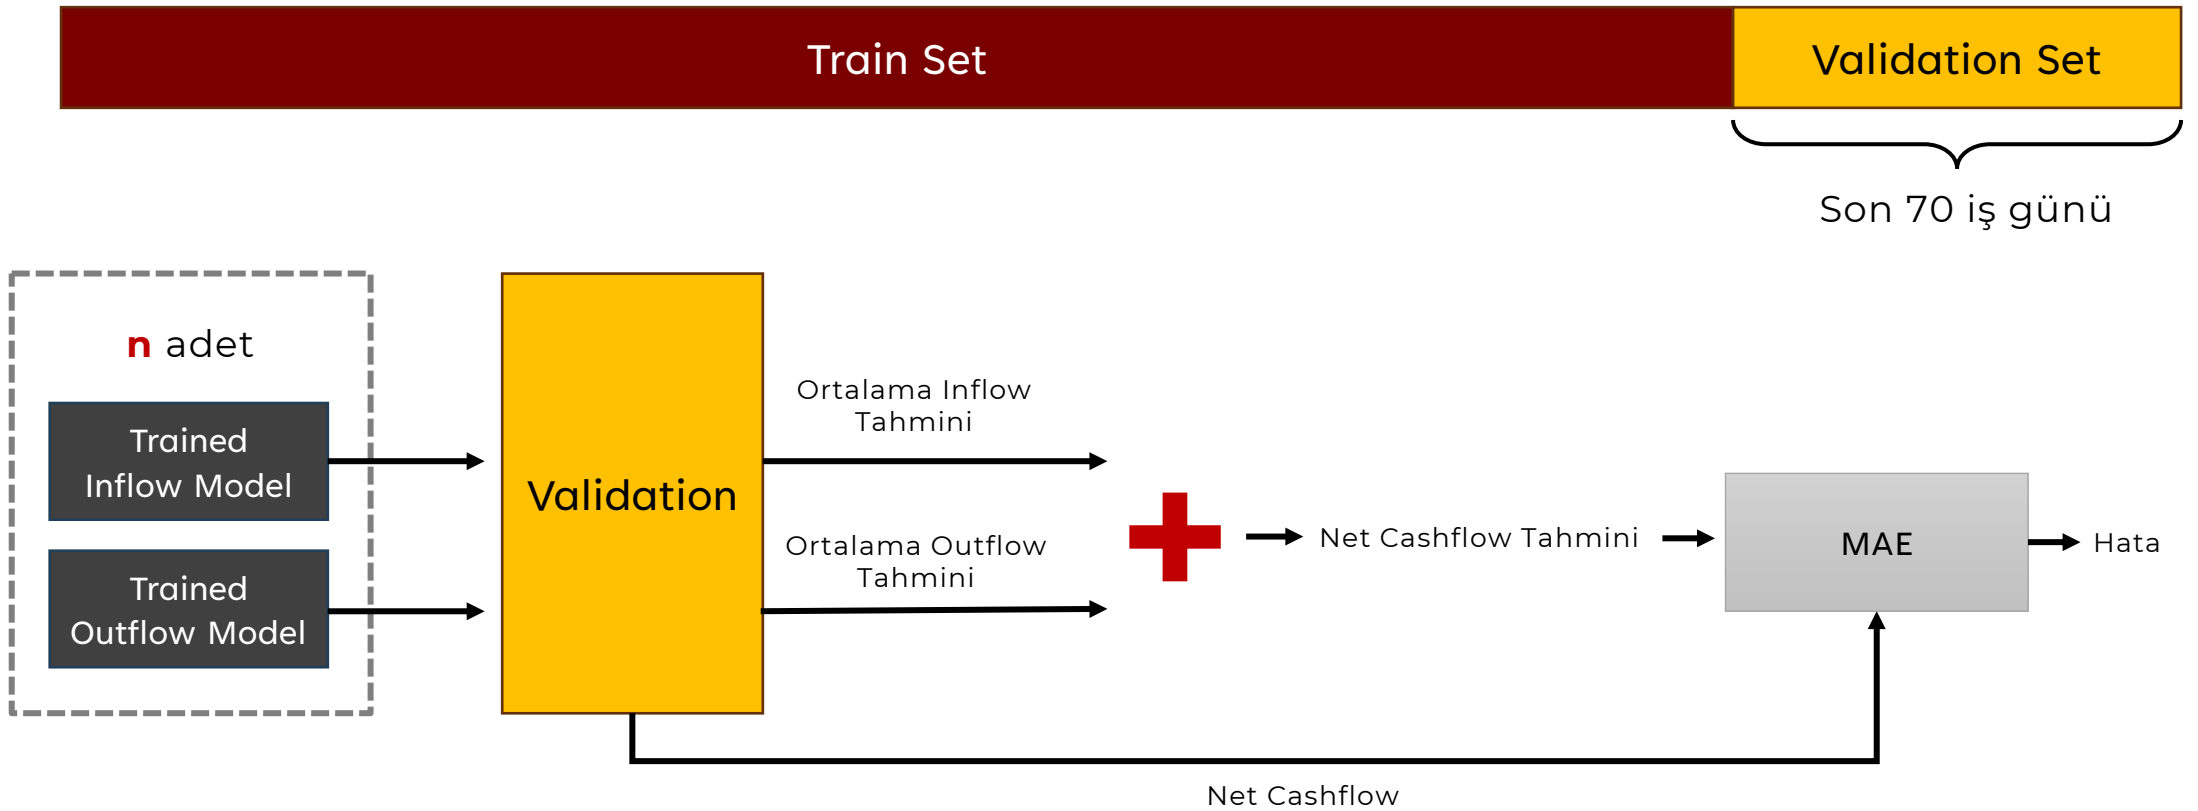 Train Set
Validation Set
Son 70 iş günü
n adet
Trained
Inflow Model
Trained
Outflow Model
Validation
Ortalama Inflow
Tahmini
Ortalama Outflow
Tahmini
Net Cashflow Tahmini
MAE
Hata
Net Cashflow